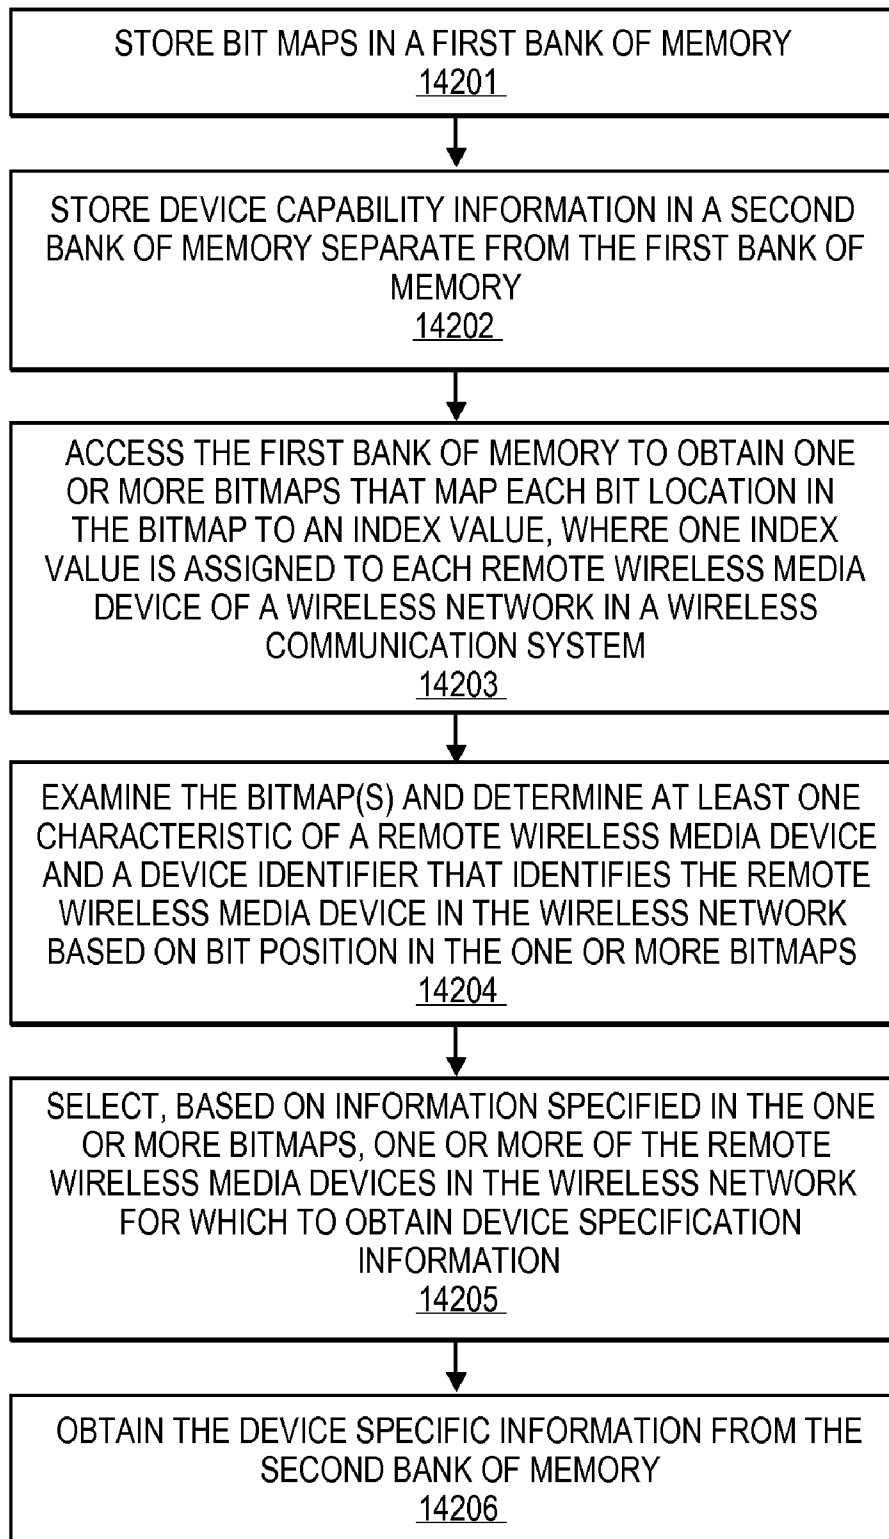 STORE BIT MAPS IN A FIRST BANK OF MEMORY
14201
STORE DEVICE CAPABILITY INFORMATION IN A SECOND
BANK OF MEMORY SEPARATE FROM THE FIRST BANK OF
MEMORY
14202
ACCESS THE FIRST BANK OF MEMORY TO OBTAIN ONE
OR MORE BITMAPS THAT MAP EACH BIT LOCATION IN
THE BITMAP TO AN INDEX VALUE, WHERE ONE INDEX
VALUE IS ASSIGNED TO EACH REMOTE WIRELESS MEDIA
DEVICE OF A WIRELESS NETWORK IN A WIRELESS
COMMUNICATION SYSTEM
14203
EXAMINE THE BITMAP(S) AND DETERMINE AT LEAST ONE
CHARACTERISTIC OF A REMOTE WIRELESS MEDIA DEVICE
AND A DEVICE IDENTIFIER THAT IDENTIFIES THE REMOTE
WIRELESS MEDIA DEVICE IN THE WIRELESS NETWORK
BASED ON BIT POSITION IN THE ONE OR MORE BITMAPS
14204
SELECT, BASED ON INFORMATION SPECIFIED IN THE ONE
OR MORE BITMAPS, ONE OR MORE OF THE REMOTE
WIRELESS MEDIA DEVICES IN THE WIRELESS NETWORK
FOR WHICH TO OBTAIN DEVICE SPECIFICATION
INFORMATION
14205
OBTAIN THE DEVICE SPECIFIC INFORMATION FROM THE
SECOND BANK OF MEMORY
14206